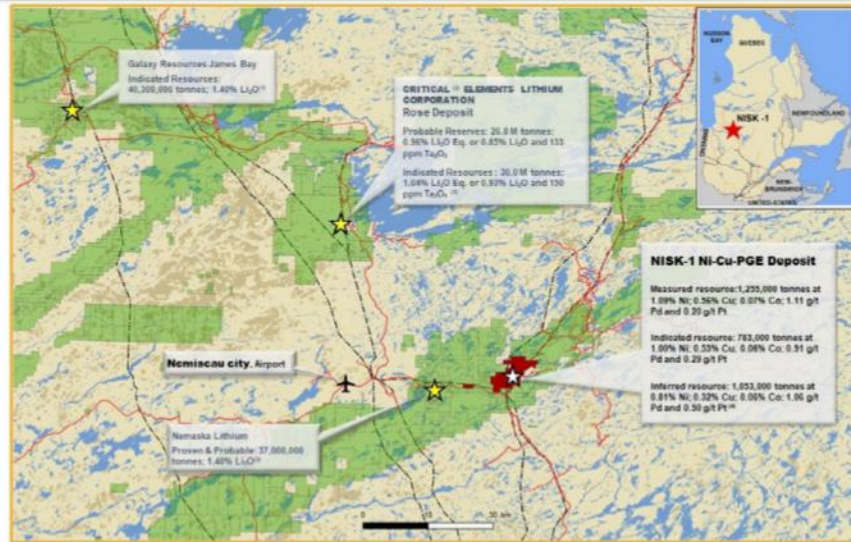 Galaxy Resources James Bay
Indicated Resources:
40,300,000 tonnes; 1.40% Li₂O⁽¹⁾
CRITICAL ELEMENTS LITHIUM
CORPORATION
Rose Deposit
Probable Reserves: 26.8 M tonnes:
0.96% Li₂O Eq. or 0.85% Li₂O and 133
ppm Ta₂O₅
Indicated Resources : 30.0 M tonnes;
1.04% Li₂O Eq. or 0.93% Li₂O and 150
ppm Ta₂O₅
HUDSON
BAY
QUEBEC
NISK -1
NEWFOUNDLAND
ONTARIO
NEW-
BRUNSWICK
UNITED-STATES
NISK-1 Ni-Cu-PGE Deposit
Measured resource:1,255,000 tonnes at
1.09% Ni; 0.56% Cu; 0.07% Co; 1.11 g/t
Pd and 0.20 g/t Pt
Indicated resource: 783,000 tonnes at
1.00% Ni; 0.53% Cu; 0.06% Co; 0.91 g/t
Pd and 0.29 g/t Pt
Inferred resource: 1,053,000 tonnes at
0.81% Ni; 0.32% Cu; 0.06% Co; 1.06 g/t
Pd and 0.50 g/t Pt
Nemiscau city, Airport
Nemaska Lithium
Proven & Probable: 37,000,000
tonnes; 1.40% Li₂O
0
30 km